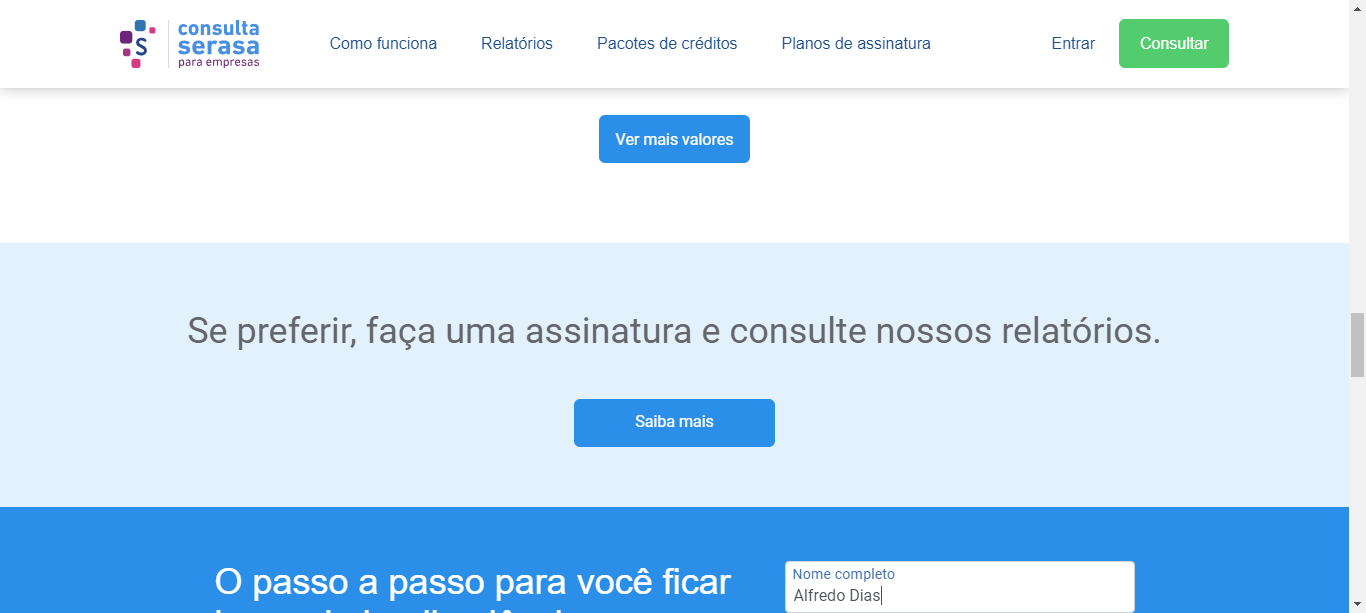 S
consulta
serasa
para empresas
Como funciona
Relatórios
Pacotes de créditos
Planos de assinatura
Entrar
Consultar
Ver mais valores
Se preferir, faça uma assinatura e consulte nossos relatórios.
Saiba mais
O passo a passo para você ficar
Nome completo
Alfredo Dias